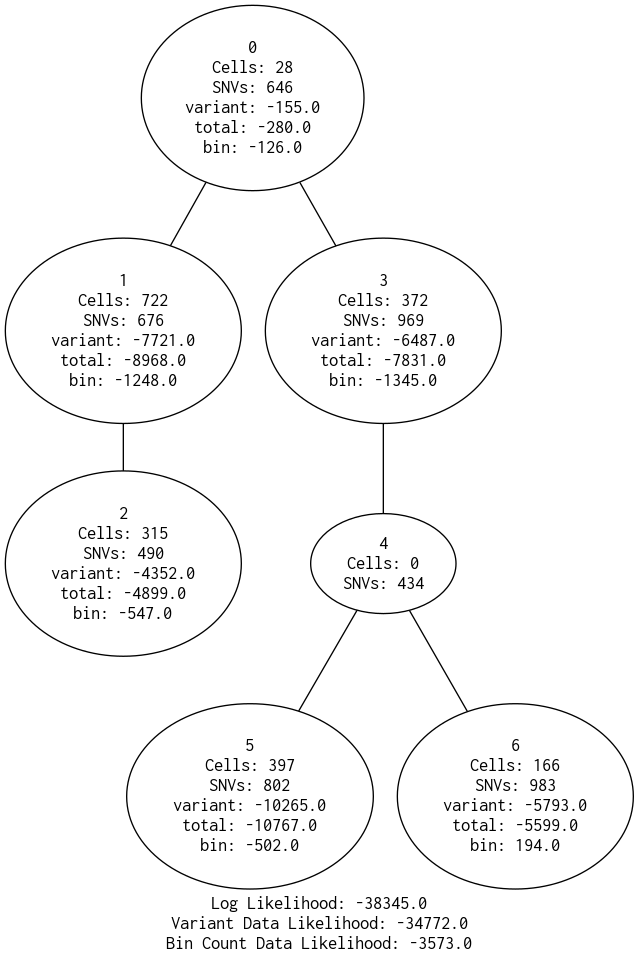 0
Cells: 28
SNVs: 646
variant: -155.0
total: -280.0
bin: -126.0
1
Cells: 722
SNVs: 676
variant: -7721.0
total: -8968.0
bin: -1248.0
3
Cells: 372
SNVs: 969
variant: -6487.0
total: -7831.0
bin: -1345.0
2
Cells: 315
SNVs: 490
variant: -4352.0
total: -4899.0
bin: -547.0
4
Cells: 0
SNVs: 434
5
Cells: 397
SNVs: 802
variant: -10265.0
total: -10767.0
bin: -502.0
6
Cells: 166
SNVs: 983
variant: -5793.0
total: -5599.0
bin: 194.0
Log Likelihood: -38345.0
Variant Data Likelihood: -34772.0
Bin Count Data Likelihood: -3573.0